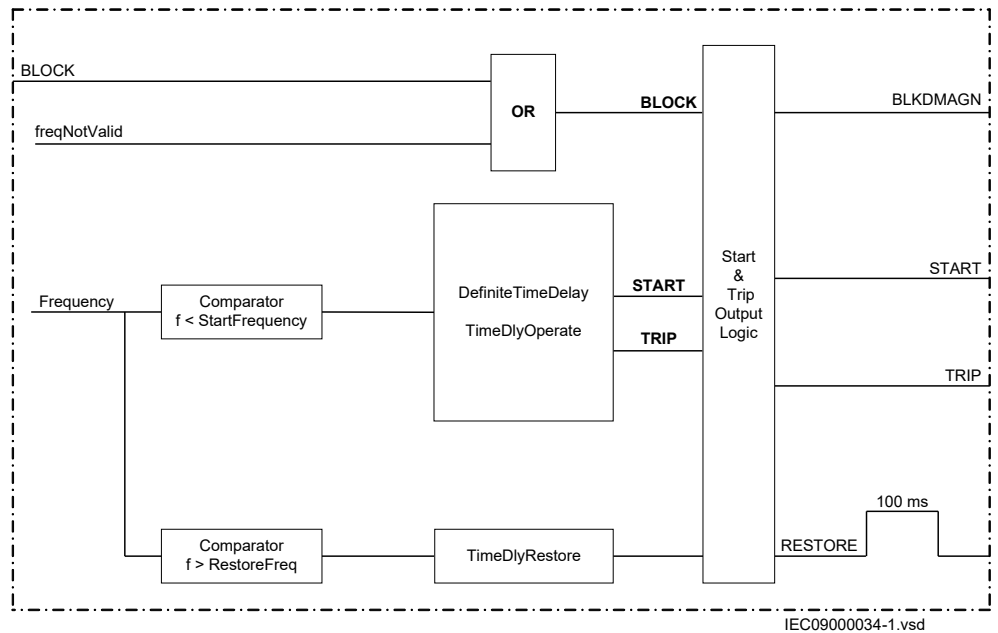 BLOCK
OR
BLOCK
BLKDMAGN
freqNotValid
Frequency
Comparator
f < StartFrequency
DefiniteTimeDelay
TimeDlyOperate
START
TRIP
Start
&
Trip
Output
Logic
START
TRIP
Comparator
f > RestoreFreq
TimeDlyRestore
RESTORE
100 ms
IEC09000034-1.vsd